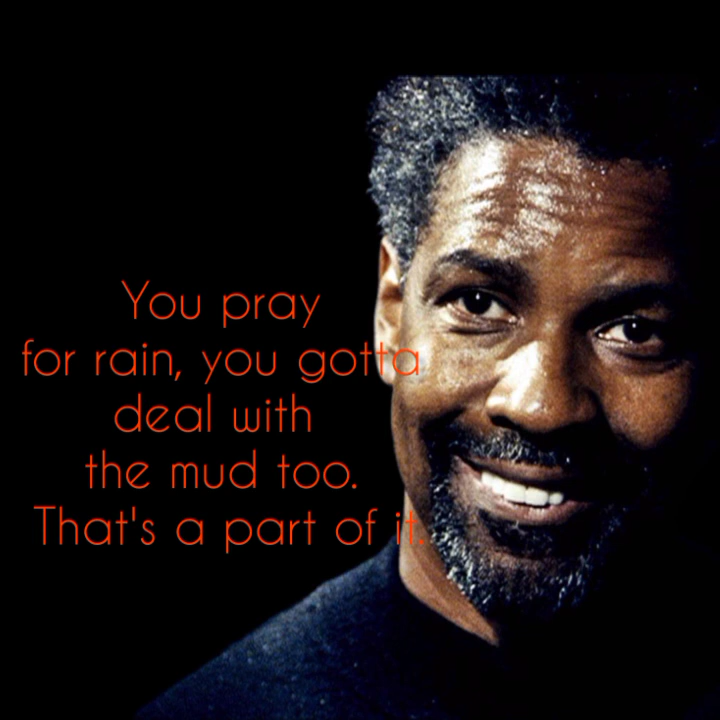 You pray
for rain, you gotta
deal with
the mud too.
That's a part of it.